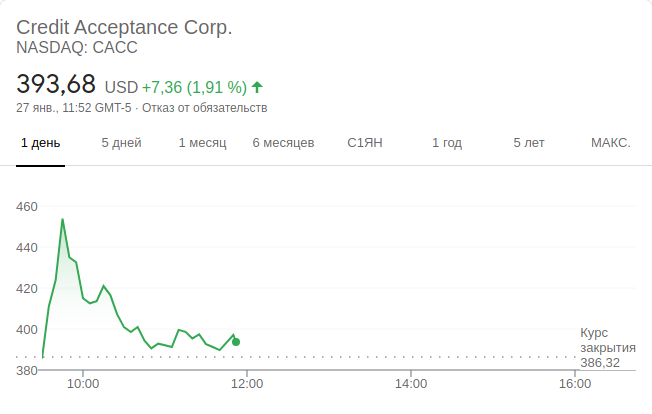 Credit Acceptance Corp.
NASDAQ: CACC
393,68 USD +7,36 (1,91 %)
27 янв., 11:52 GMT-5 · Отказ от обязательств
1 день 5 дней 1 месяц 6 месяцев С1ЯН 1 год 5 лет МАКС.
460
440
420
400
Курс
закрытия
386,32
380
10:00 12:00 14:00 16:00